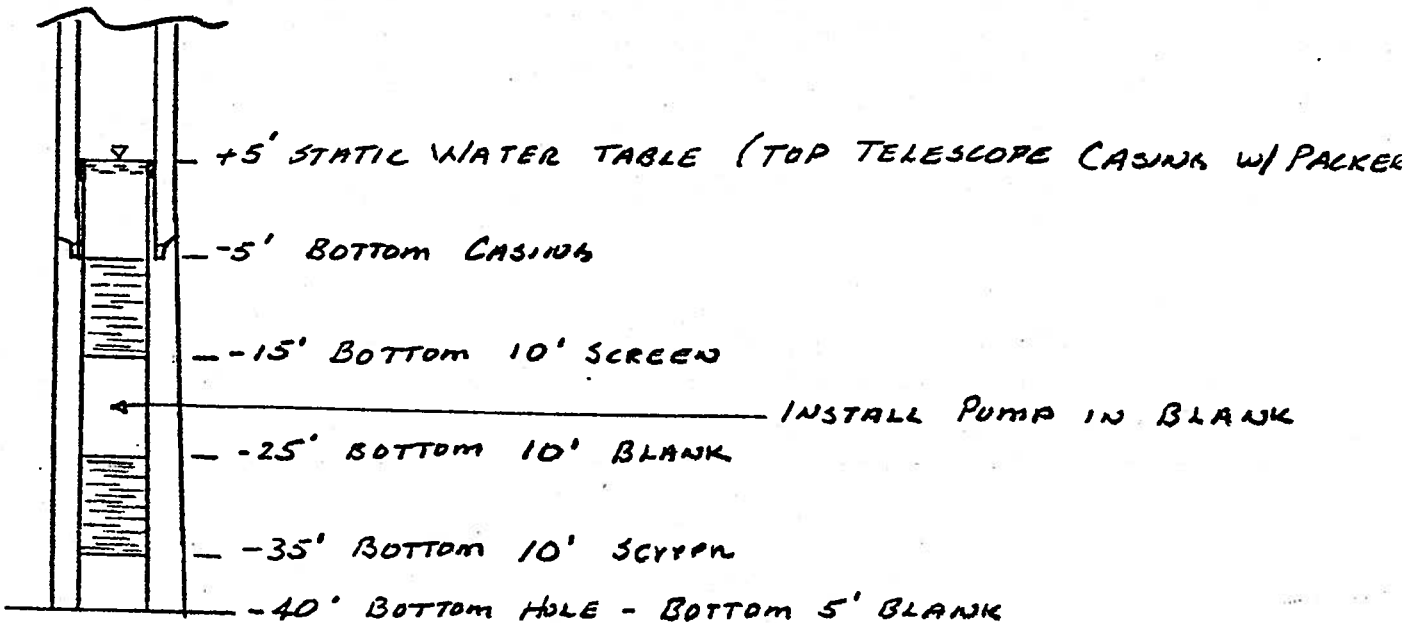 +5' STATIC WATER TABLE (TOP TELESCOPE CASING W/ PACKER
-5' BOTTOM CASING
-15' BOTTOM 10' SCREEN
INSTALL PUMP IN BLANK
-25' BOTTOM 10' BLANK
-35' BOTTOM 10' SCREEN
-40' BOTTOM HOLE - BOTTOM 5' BLANK